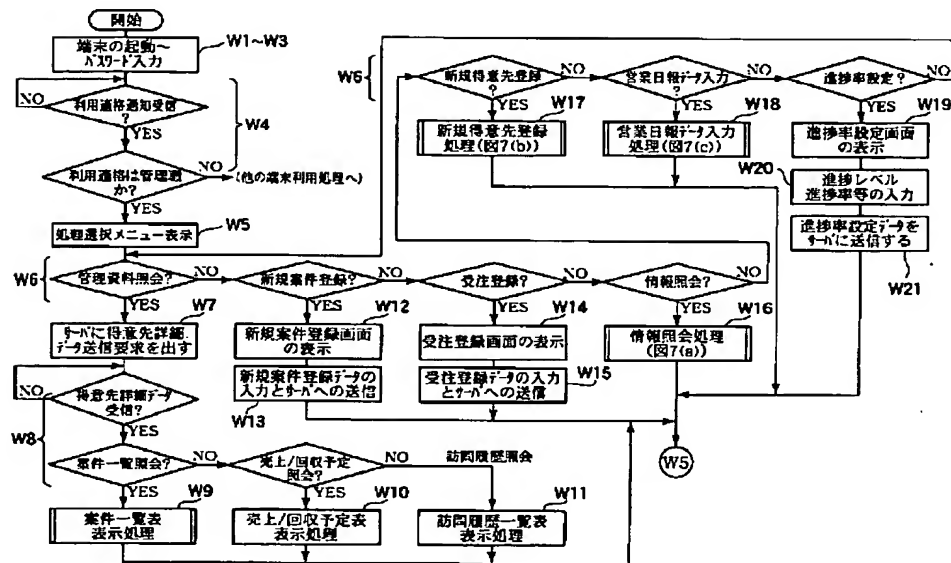 開始
端末の起動～
パスワード入力
W1~W3
利用適格通知受信
?
NO
YES
W4
利用適格は管理週
か?
NO
(他の端末利用処理へ)
YES
処理選択メニュー表示
W5
W6
管理資料照会?
NO
YES
W7
サーバに得意先詳細
データ送信要求を出す
新規案件登録?
NO
YES
W12
新規案件登録画面
の表示
新規案件登録データの
入力とサーバへの送信
W13
受注登録?
NO
YES
W14
受注登録画面の表示
受注登録データの入力
とサーバへの送信
W15
情報照会?
NO
YES
W16
情報照会処理
(図7(a))
W6
新規得意先登録
?
NO
YES
W17
新規得意先登録
処理(図7(b))
営業日報データ入力
?
NO
YES
W18
営業日報データ入力
処理(図7(c))
進捗率設定?
NO
YES
W19
進捗率設定画面
の表示
W20
進捗レベル
進捗率等の入力
進捗率設定データを
サーバに送信する
W21
W5
NO
得意先詳細データ
受信?
YES
W8
案件一覧照会?
NO
YES
W9
案件一覧表
表示処理
売上/回収予定
照会?
NO
YES
W10
売上/回収予定表
表示処理
訪問履歴照会
W11
訪問履歴一覧表
表示処理